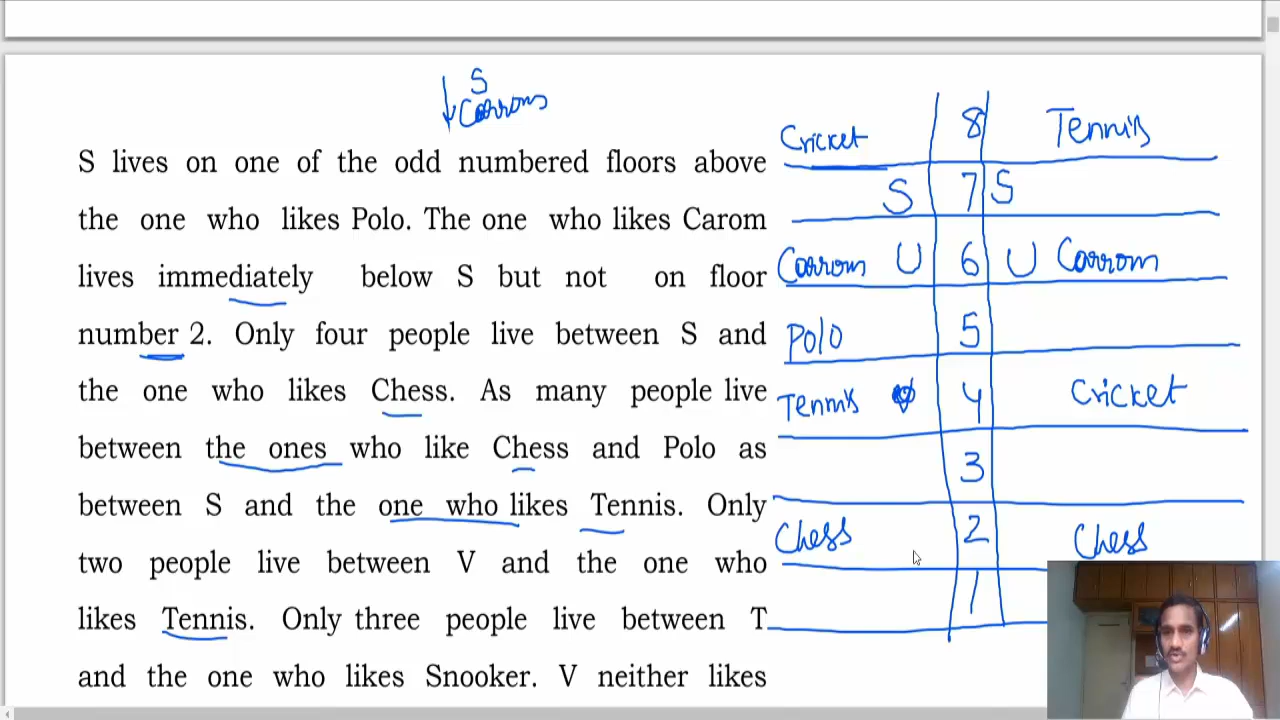 S
Carroms
S lives on one of the odd numbered floors above
the one who likes Polo. The one who likes Carom
lives immediately below S but not on floor
number 2. Only four people live between S and
the one who likes Chess. As many people live
between the ones who like Chess and Polo as
between S and the one who likes Tennis. Only
two people live between V and the one who
likes Tennis. Only three people live between T
and the one who likes Snooker. V neither likes
Cricket 8 Tennis
S 7 S
Carrom U 6 U Carrom
Polo 5
Tennis 4 Cricket
3
Chess 2 Chess
1